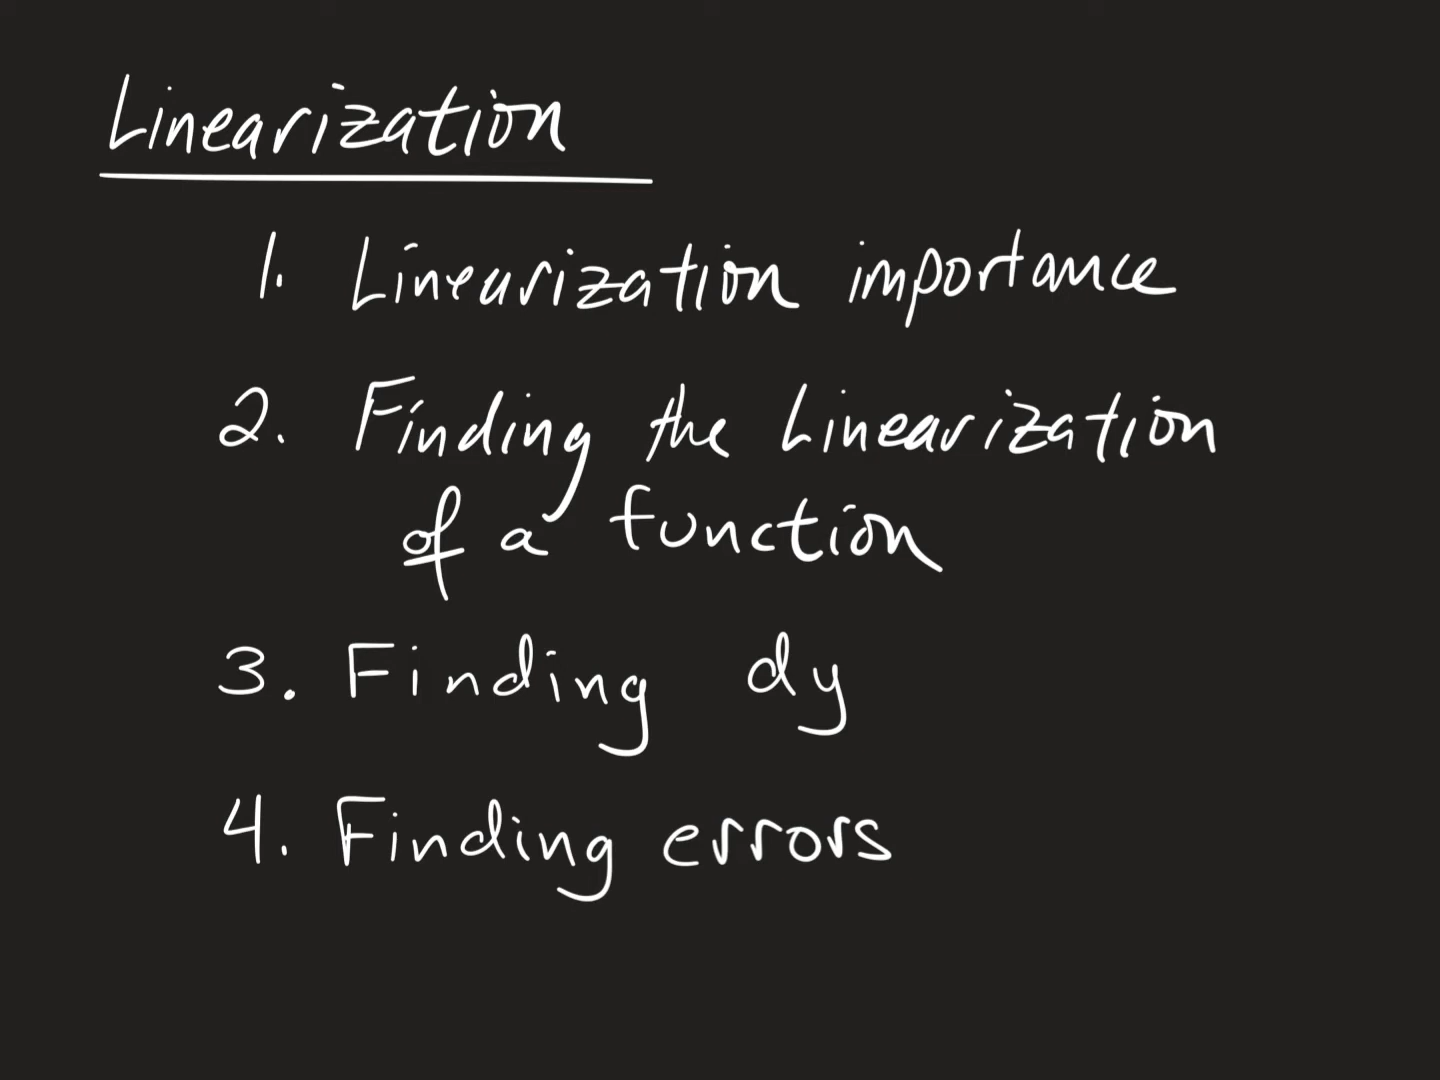 Linearization
1. Linearization importance
2. Finding the Linearization
of a function
3. Finding dy
4. Finding errors